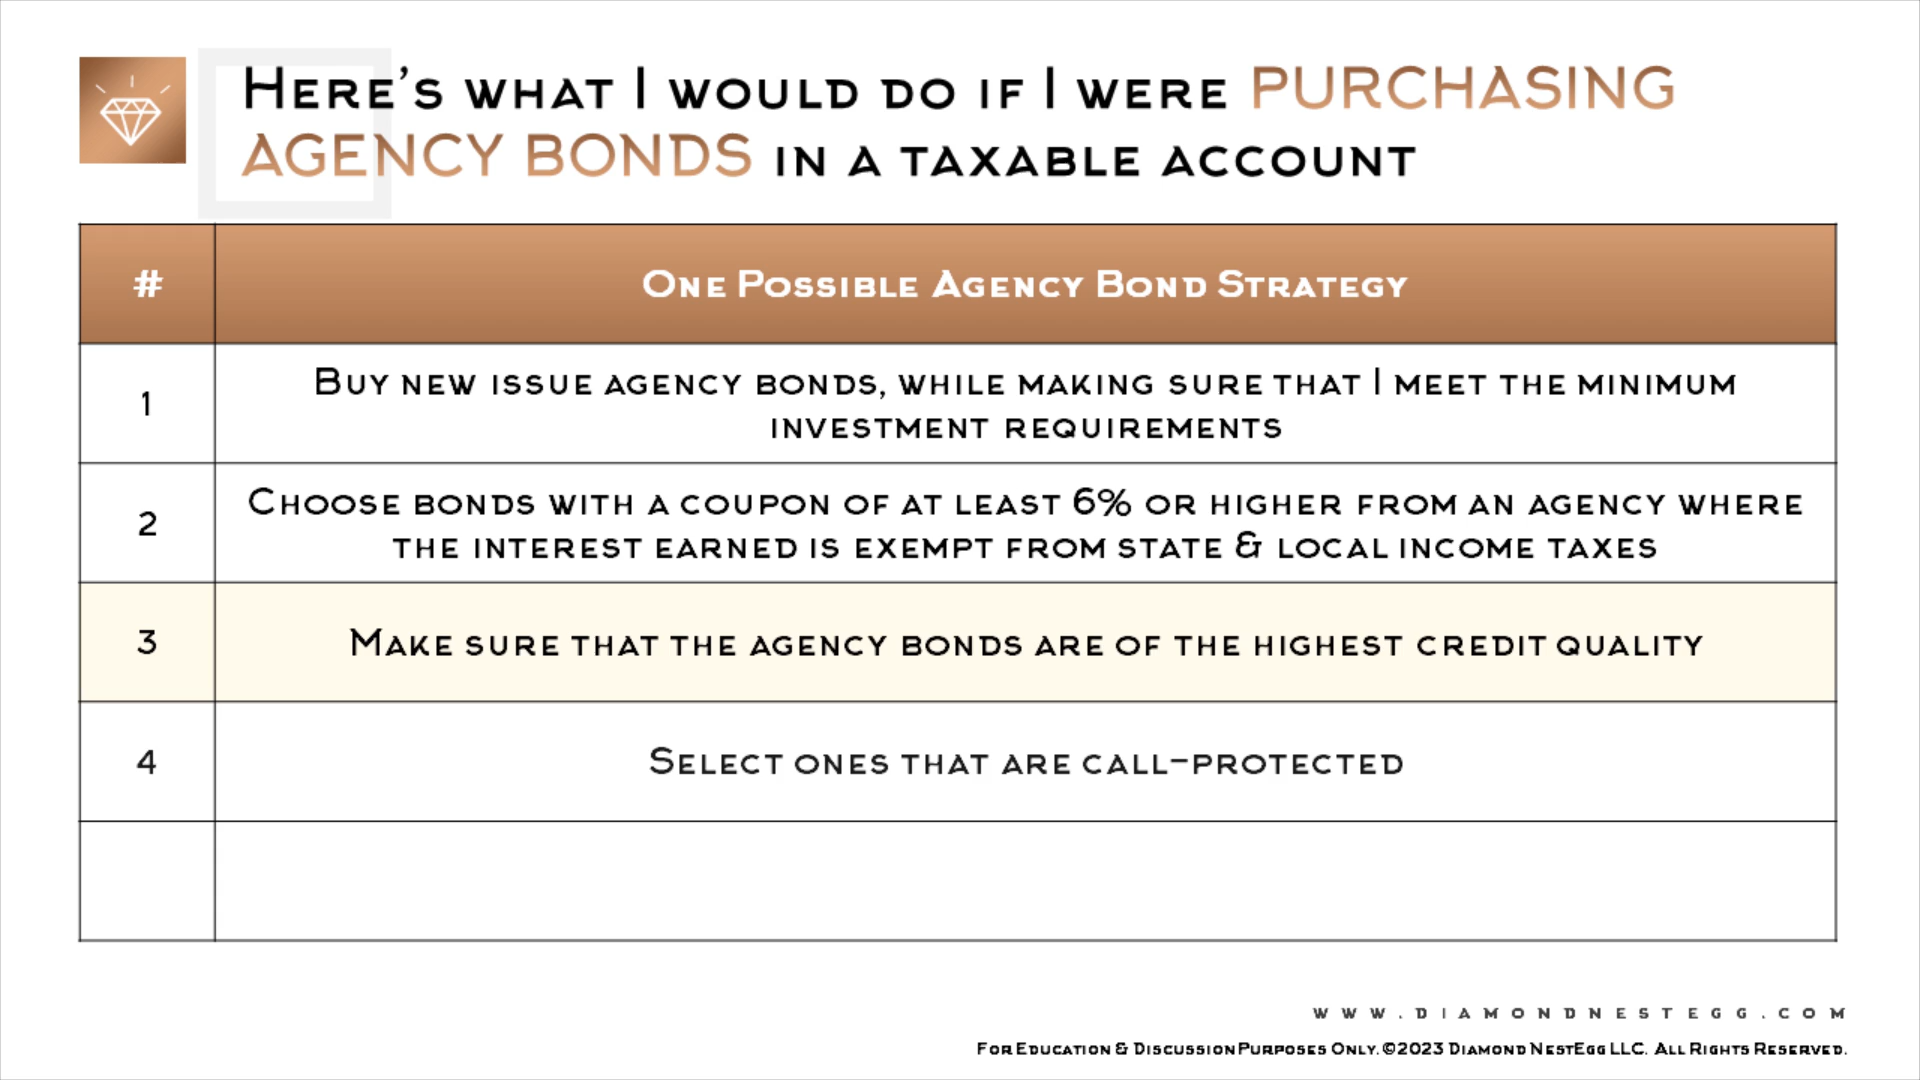 Here's what I would do if I were PURCHASING
AGENCY BONDS in a taxable account
#
One Possible Agency Bond Strategy
1
Buy new issue agency bonds, while making sure that I meet the minimum
investment requirements
2
Choose bonds with a coupon of at least 6% or higher from an agency where
the interest earned is exempt from state & local income taxes
3
Make sure that the agency bonds are of the highest credit quality
4
Select ones that are call-protected
www.diamondnestegg.com
For Education & Discussion Purposes Only. ©2023 Diamond NestEgg LLC. All Rights Reserved.